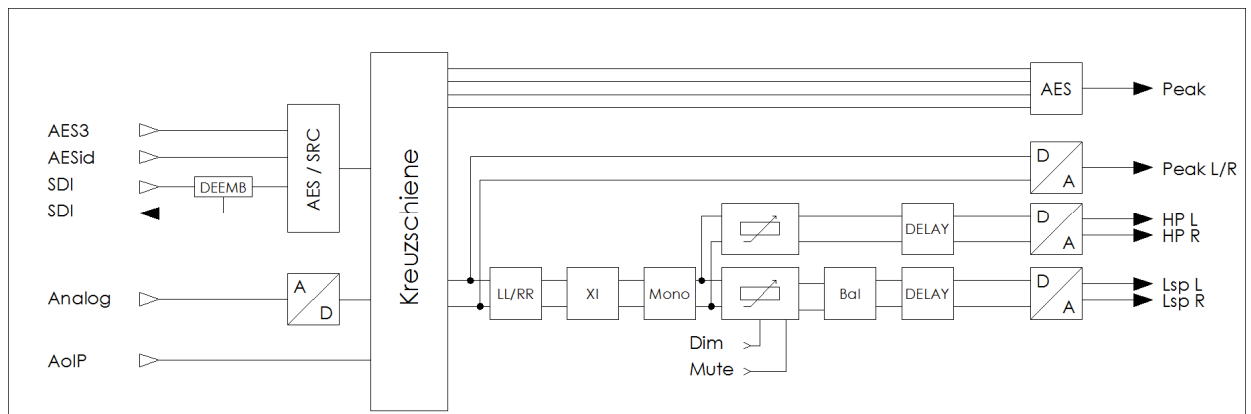 AES3
AESid
SDI
SDI
DEEMB
AES / SRC
Analog
A
D
AoIP
Kreuzschiene
AES
Peak
D
A
Peak L/R
DELAY
D
A
HP L
HP R
LL/RR
XI
Mono
Bal
DELAY
D
A
Lsp L
Lsp R
Dim
Mute